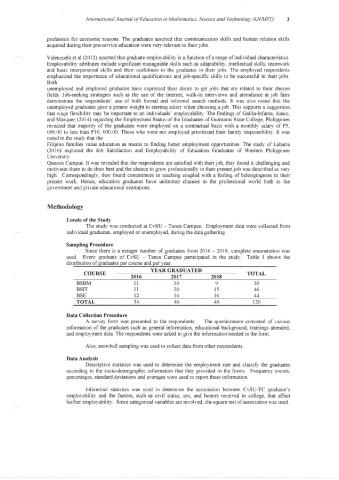 International Journal of Education in Mathematics, Science and Technology (IJEMST) 3
profession for economic reasons. The graduates asserted that communication skills and human relation skills
acquired during their pre-service education were very relevant to their jobs.
Valenzuela et al (2012) asserted that graduate employability is a function of a range of individual characteristics.
Employability attributes include significant manageable skills such as adaptability, intellectual skills, teamwork
and basic interpersonal skills and their usefulness to the graduates in their jobs. The employed respondents
emphasized the importance of educational qualifications and job-specific skills to be successful in their jobs.
Both
unemployed and employed graduates have expressed their desire to get jobs that are related to their chosen
fields. Job-seeking strategies such as the use of the internet, walk-in interviews and attendance at job fairs
demonstrate the respondents' use of both formal and informal search methods. It was also noted that the
unemployed graduates gave a greater weight to starting salary when choosing a job. This supports a suggestion
that wage flexibility may be important to an individuals' employability. The findings of
and Marquez (2014) regarding the Employment Status of the Graduates of Guimaras State College, Philippines
revealed that majority of the graduates were employed on a contractual basis with a monthly salary of P5,
000.00 to less than P10, 000.00. Those who were not employed prioritized their family responsibility. It was
noted in the study that the
Filipino families value education as means to finding better employment opportunities. The study of Labaria
(2016) explored the Job Satisfaction and Employability of Education Graduates of Western Philippines
University
Quezon Campus. It was revealed that the respondents are satisfied with their job, they found it challenging and
motivates them to do their best and the chance to grow professionally in their present job was described as very
high. Correspondingly, they found contentment in teaching coupled with a feeling of belongingness in their
present work. Hence, education graduates have unlimited chances in the professional world both in the
government and private educational institutions.
Methodology
Locale of the Study
The study was conducted at CvSU – Tanza Campus. Employment data were collected from
individual graduates, employed or unemployed, during the data gathering.
Sampling Procedure
Since there is a meager number of graduates from 2016 – 2018, complete enumeration was
used. Every graduate of CvSU – Tanza Campus participated in the study. Table 1 shows the
distribution of graduates per course and per year.
COURSE YEAR GRADUATED TOTAL
2016 2017 2018
BSBM 11 10 9 30
BSIT 11 20 15 46
BSE 12 16 16 44
TOTAL 34 46 40 120
Data Collection Procedure
A survey form was presented to the respondents. The questionnaire consisted of various
information of the graduates such as general information, educational background, trainings attended,
and employment data. The respondents were asked to give the information needed in the form.
Also, snowball sampling was used to collect data from other respondents.
Data Analysis
Descriptive statistics was used to determine the employment rate and classify the graduates
according to the socio-demographic information that they provided in the forms. Frequency counts,
percentages, standard deviations and averages were used to report these information.
Inferential statistics was used to determine the association between CvSU-TC graduate's
employability and the factors, such as civil status, sex, and honors received in college, that affect
his/her employability. Since categorical variables are involved, chi-square test of association was used.